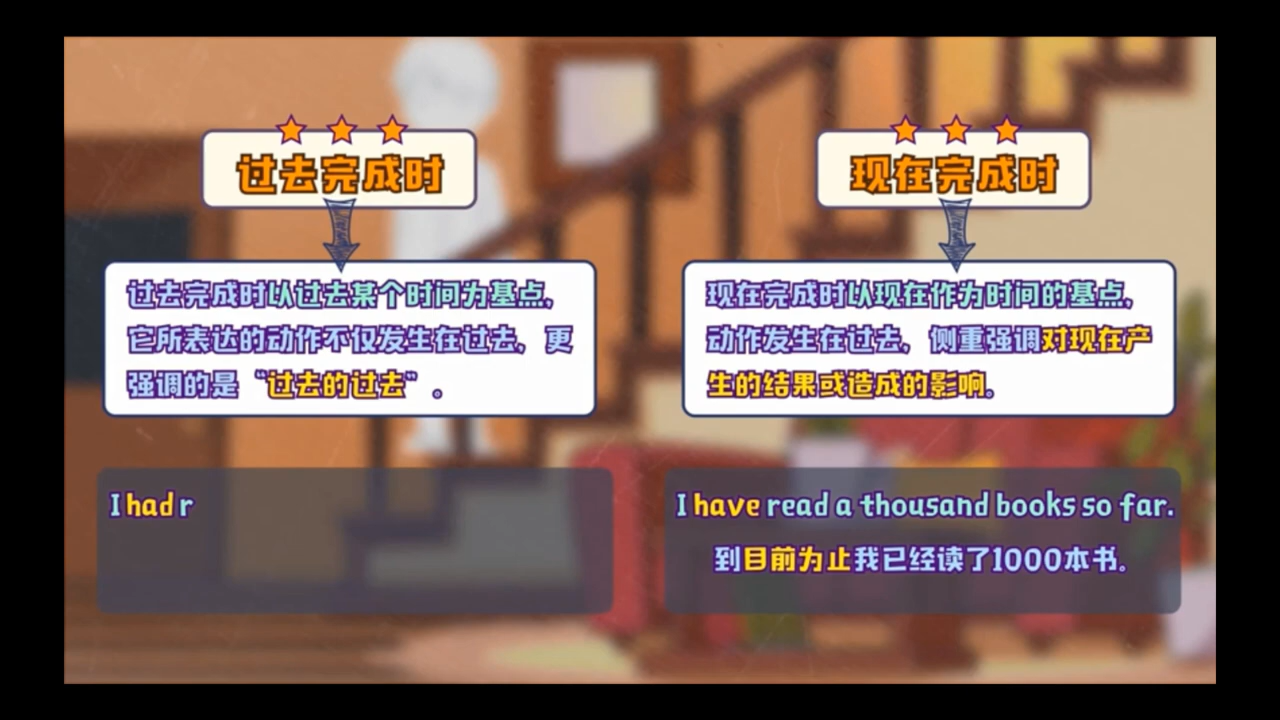 过去完成时
过去完成时以过去某个时间为基点,
它所表达的动作不仅发生在过去, 更
强调的是“过去的过去”。
I had r
现在完成时
现在完成时以现在作为时间的基点,
动作发生在过去, 侧重强调对现在产
生的结果或造成的影响。
I have read a thousand books so far.
到目前为止我已经读了1000本书。